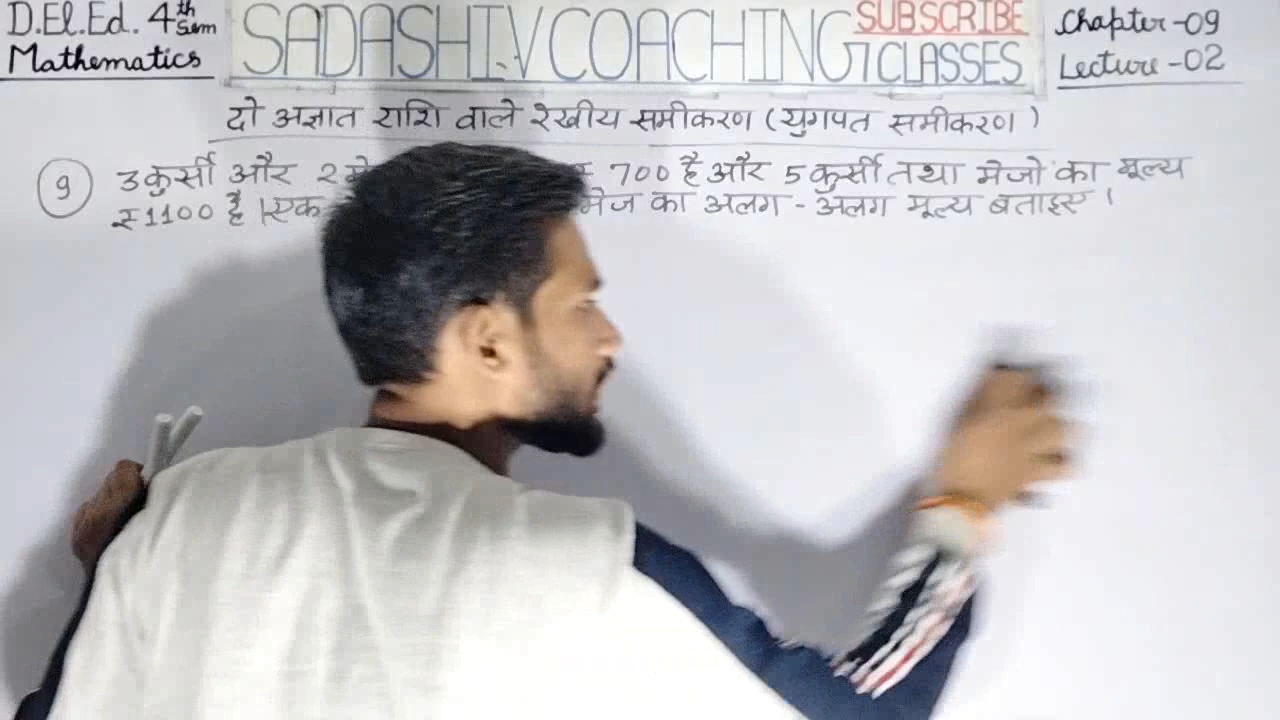 D.El.Ed. 4th Sem
Mathematics
SADASHIV COACHING CLASSES
SUBSCRIBE
Chapter-09
Lecture-02
दो अज्ञात राशि वाले रेखीय समीकरण (युगपत समीकरण)
9 3 कुर्सी और 2 ₹ 700 है और 5 कुर्सी तथा मेजो का मूल्य
₹1100 है। एक मेज का अलग-अलग मूल्य बताइए।